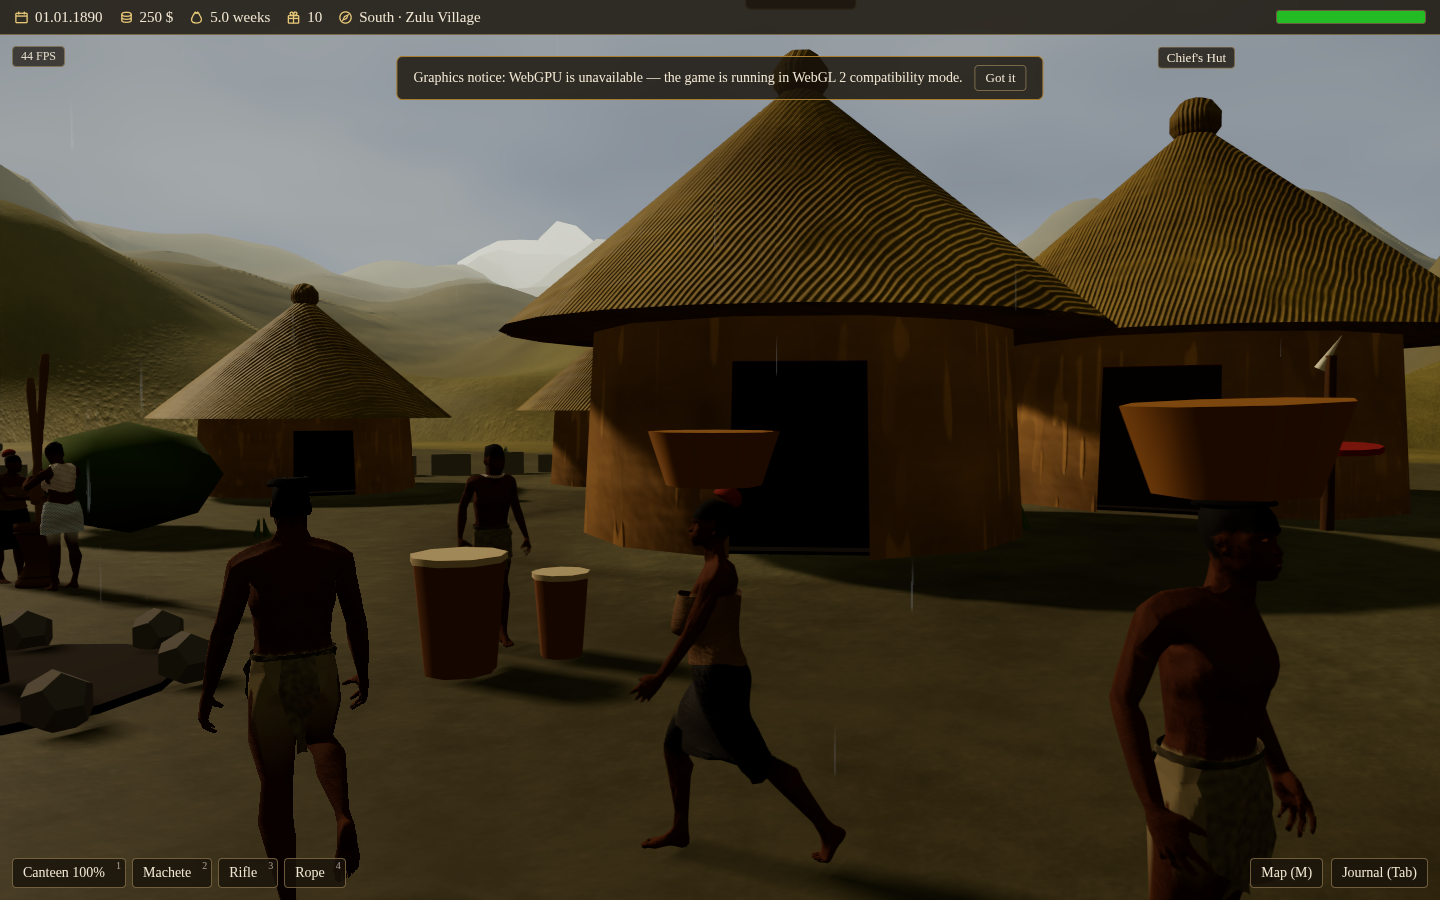 01.01.1890 250 $ 5.0 weeks 10 South · Zulu Village
44 FPS
Graphics notice: WebGPU is unavailable — the game is running in WebGL 2 compatibility mode. Got it
Chief's Hut
Canteen 100% 1 Machete 2 Rifle 3 Rope 4
Map (M) Journal (Tab)